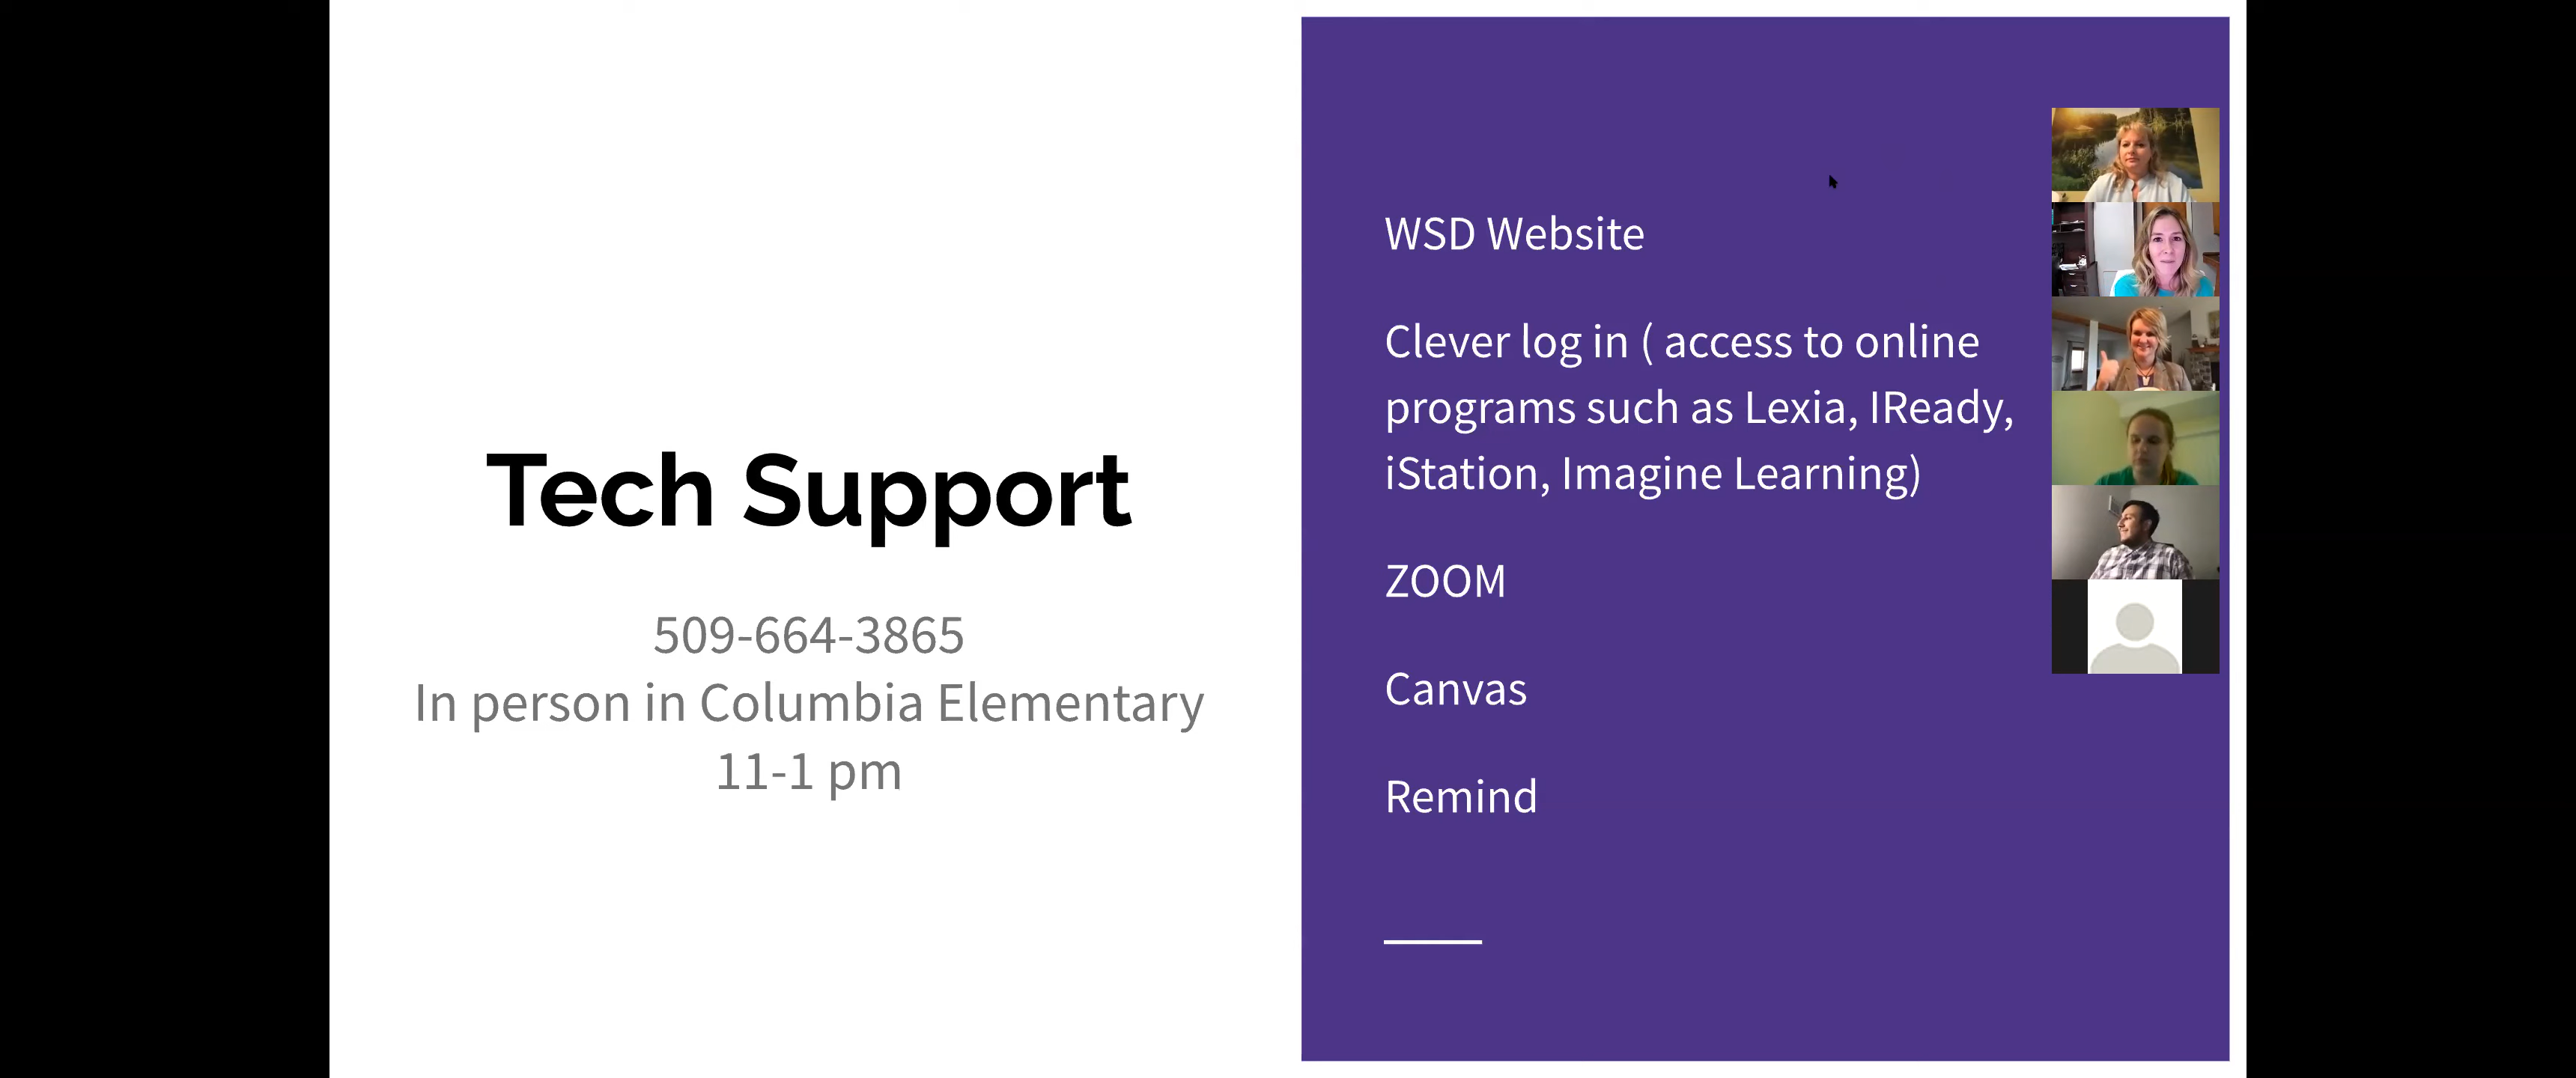 Tech Support
509-664-3865
In person in Columbia Elementary
11-1 pm
WSD Website
Clever log in ( access to online
programs such as Lexia, IReady,
iStation, Imagine Learning)
ZOOM
Canvas
Remind